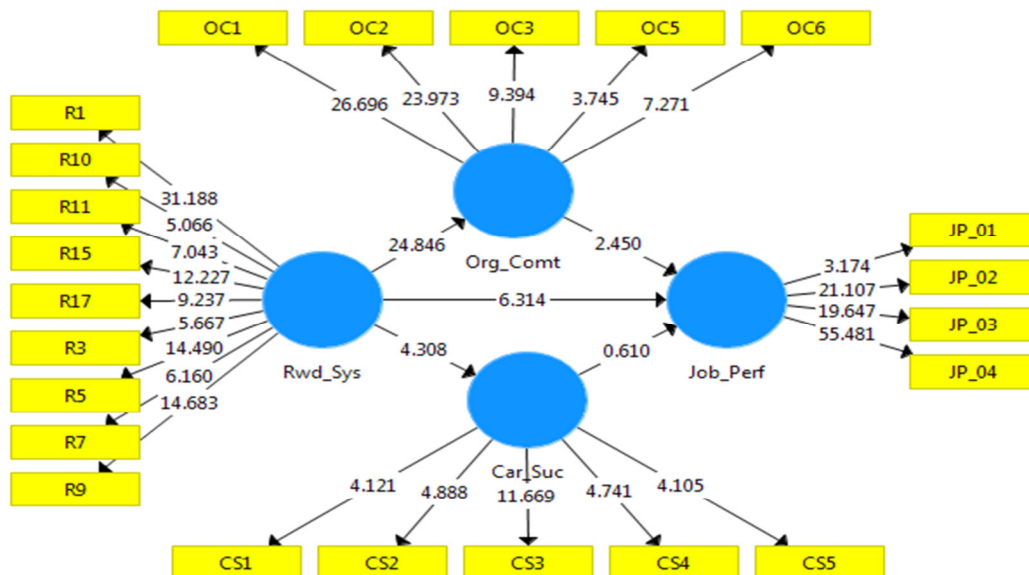 OC1
OC2
OC3
OC5
OC6
26.696
23.973
9.394
3.745
7.271
R1
R10
R11
R15
R17
R3
R5
R7
R9
31.188
5.066
7.043
12.227
9.237
5.667
14.490
6.160
14.683
Rwd_Sys
24.846
Org_Comt
2.450
6.314
4.308
0.610
Job_Perf
3.174
21.107
19.647
55.481
JP_01
JP_02
JP_03
JP_04
Car_Suc
4.121
4.888
11.669
4.741
4.105
CS1
CS2
CS3
CS4
CS5